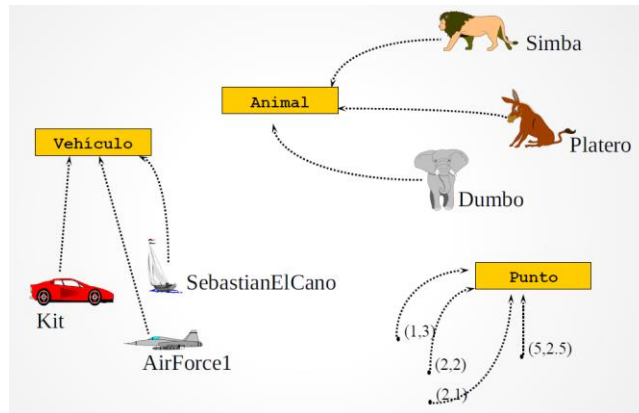 Simba
Animal
Platero
Vehículo
Dumbo
SebastianElCano
Punto
Kit
(1,3)
AirForce1
(2,2)
(5,2.5)
(2,1)